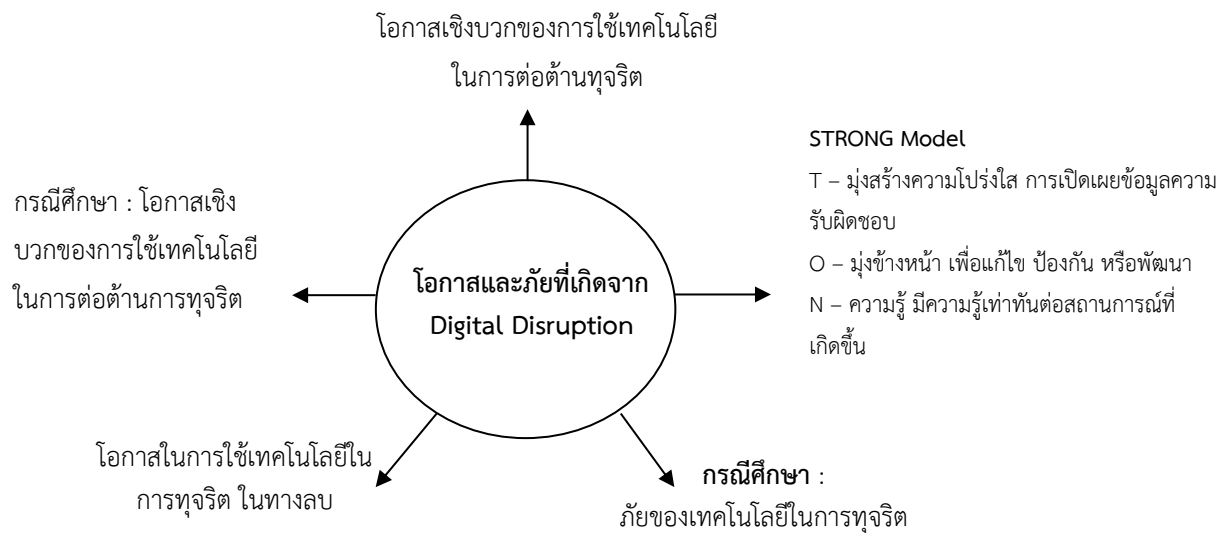 โอกาสเชิงบวกของการใช้เทคโนโลยี
ในการต่อต้านทุจริต
STRONG Model
T – มุ่งสร้างความโปร่งใส การเปิดเผยข้อมูลความ
รับผิดชอบ
O – มุ่งข้างหน้า เพื่อแก้ไข ป้องกัน หรือพัฒนา
N – ความรู้ มีความรู้เท่าทันต่อสถานการณ์ที่
เกิดขึ้น
กรณีศึกษา : โอกาสเชิง
บวกของการใช้เทคโนโลยี
ในการต่อต้านการทุจริต
โอกาสและภัยที่เกิดจาก
Digital Disruption
โอกาสในการใช้เทคโนโลยีใน
การทุจริต ในทางลบ
กรณีศึกษา :
ภัยของเทคโนโลยีในการทุจริต